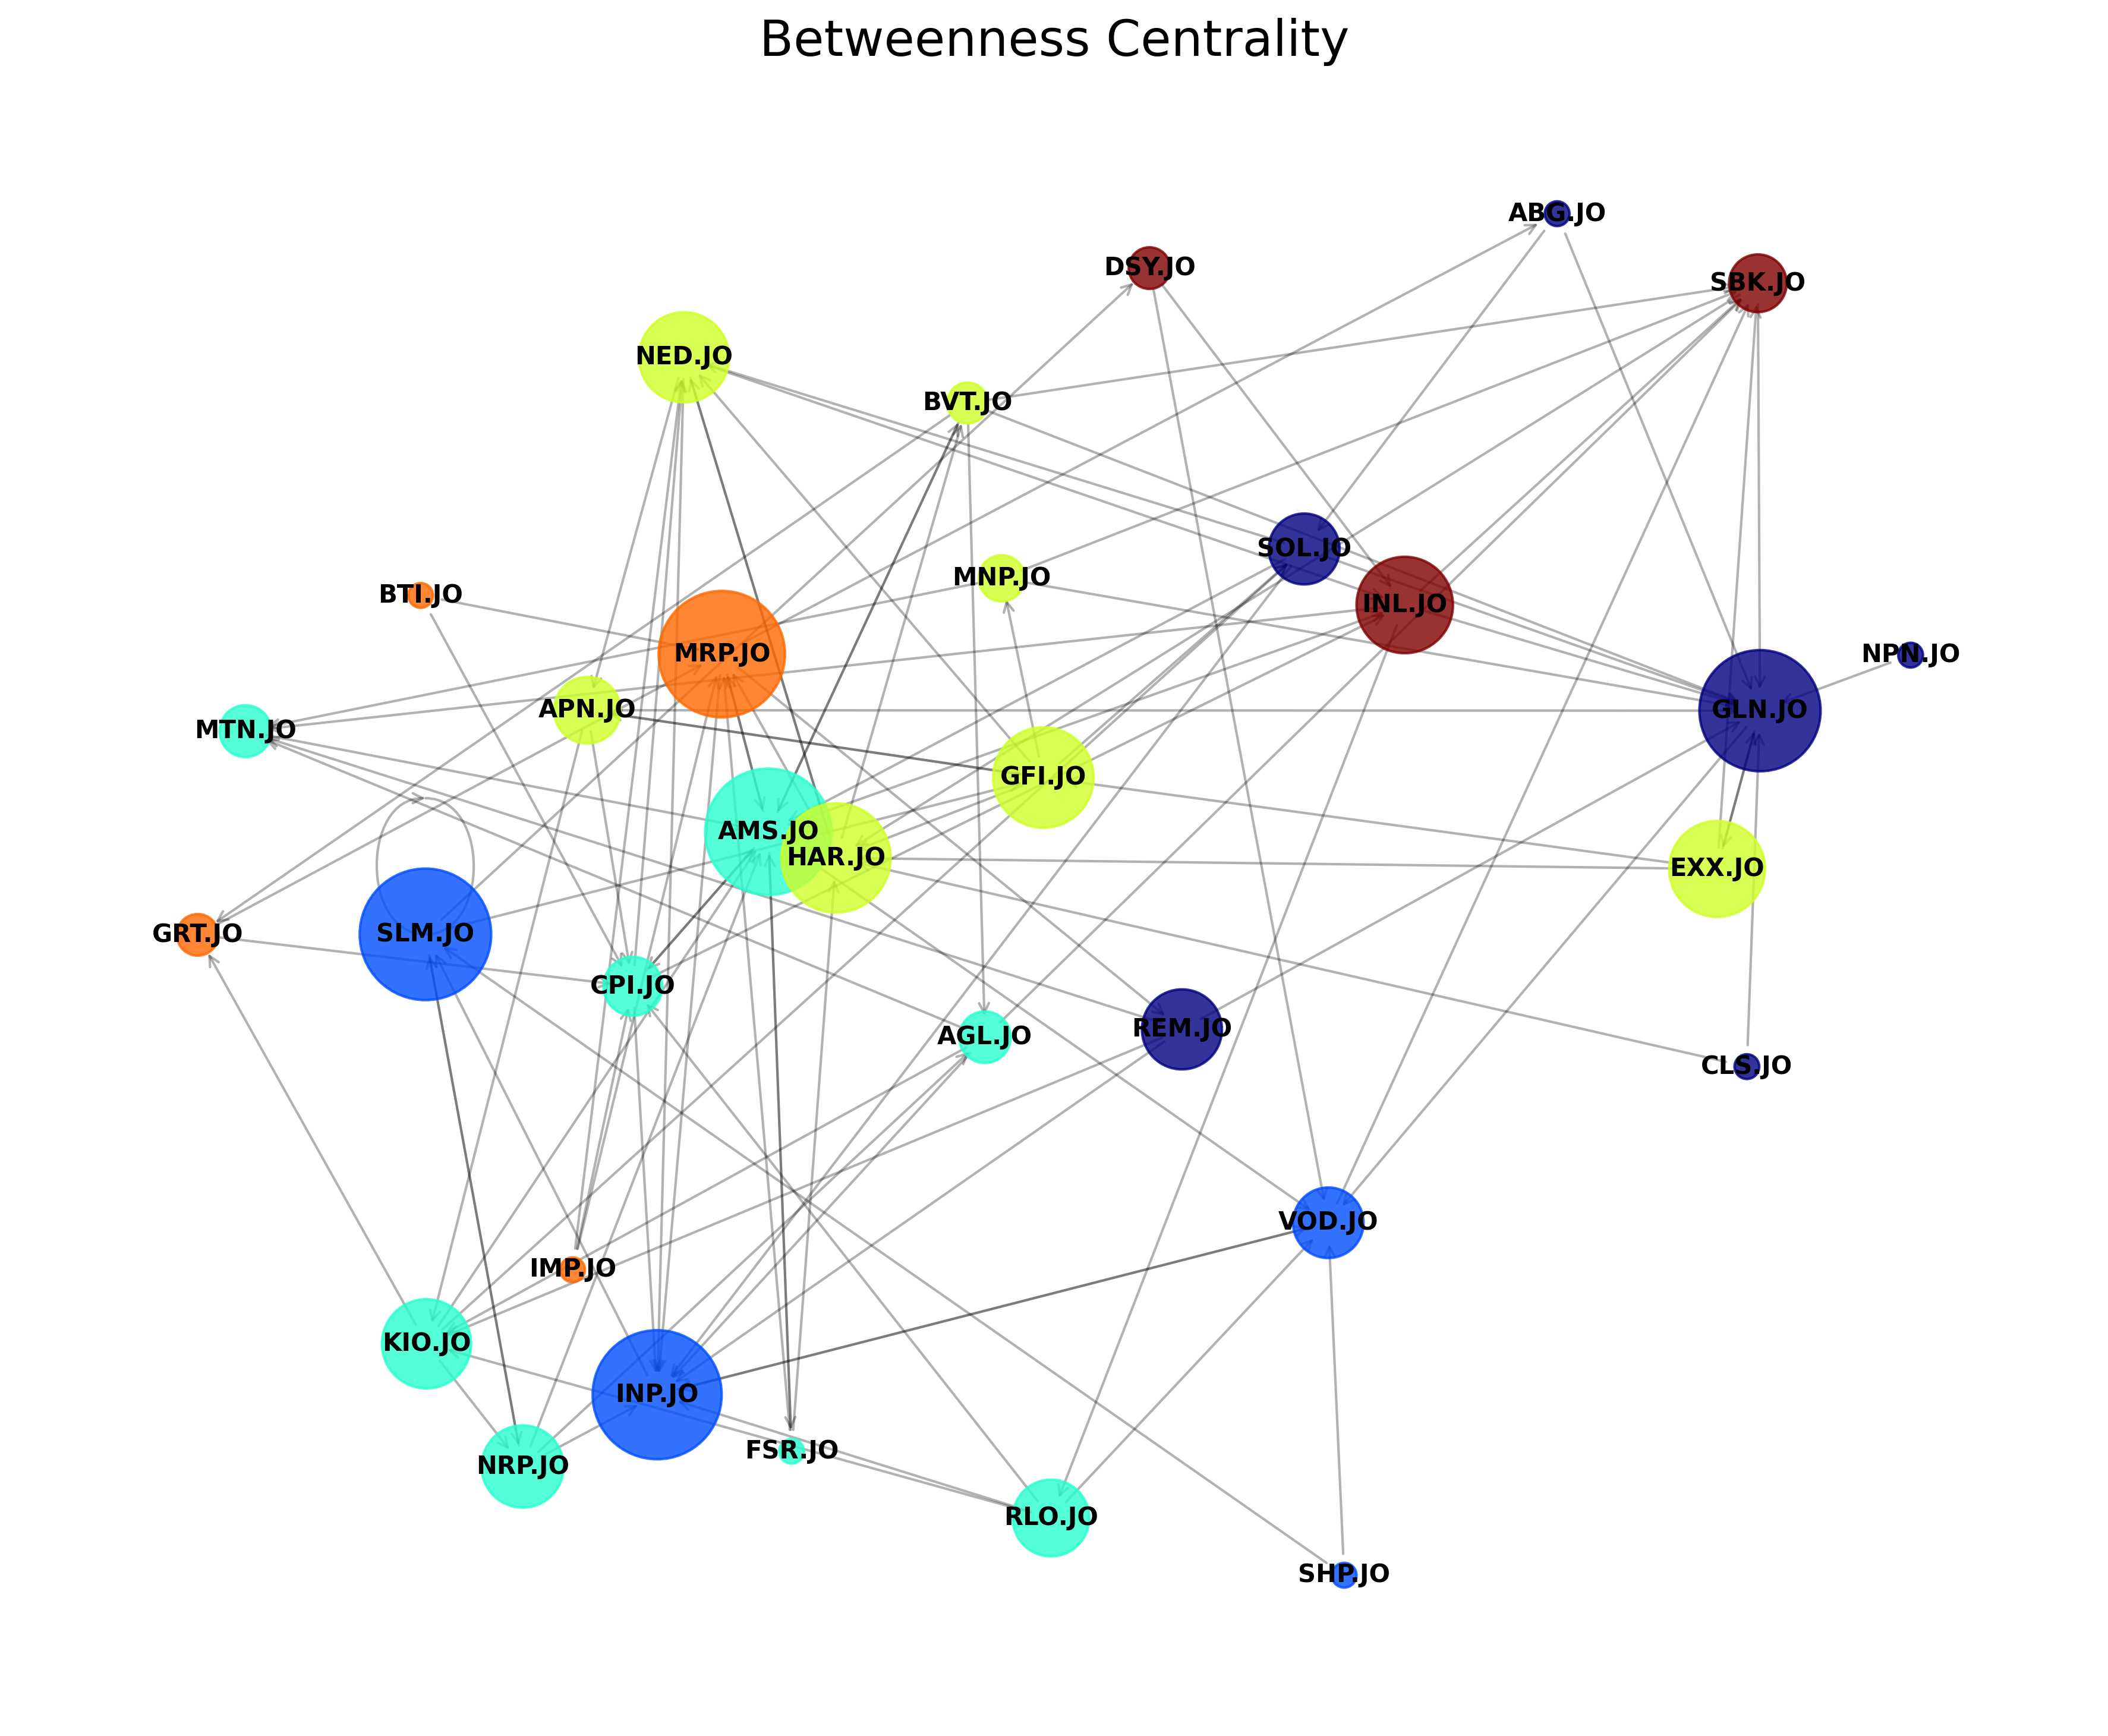 Betweenness Centrality
ABG.JO
DSY.JO
SBK.JO
NED.JO
BVT.JO
SOL.JO
MNP.JO
BTI.JO
INL.JO
MRP.JO
NPN.JO
APN.JO
GLN.JO
MTN.JO
GFI.JO
AMS.JO
HAR.JO
EXX.JO
GRT.JO
SLM.JO
CPI.JO
REM.JO
AGL.JO
CLS.JO
VOD.JO
IMP.JO
KIO.JO
INP.JO
FSR.JO
NRP.JO
RLO.JO
SHP.JO